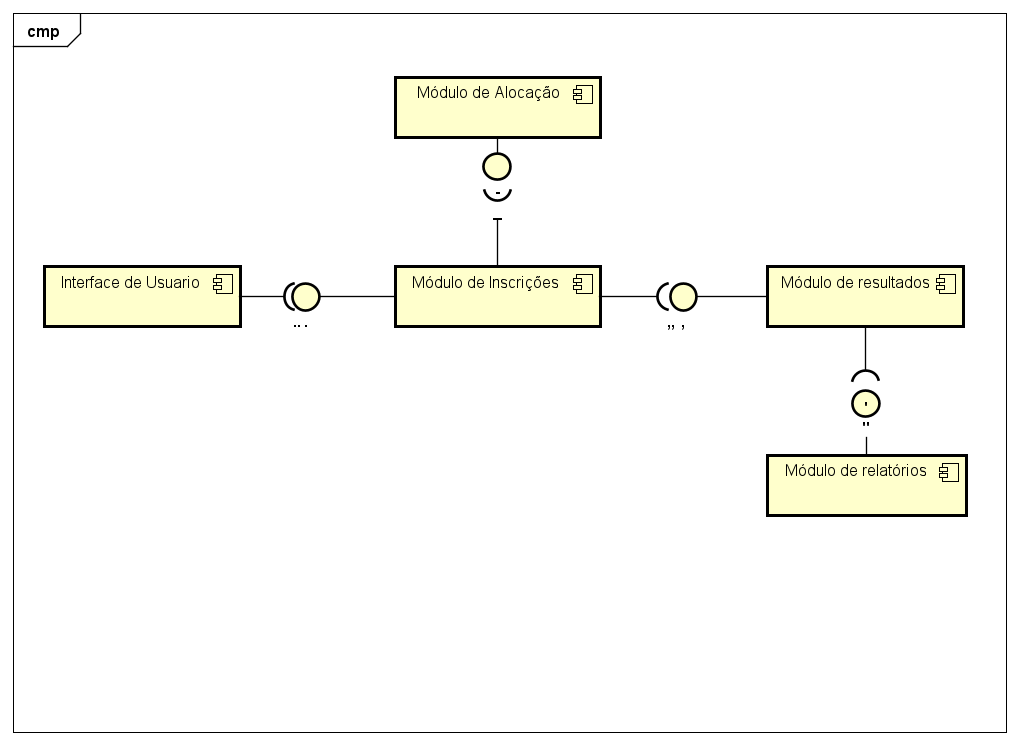 cmp
Módulo de Alocação
Interface de Usuario
Módulo de Inscrições
Módulo de resultados
Módulo de relatórios